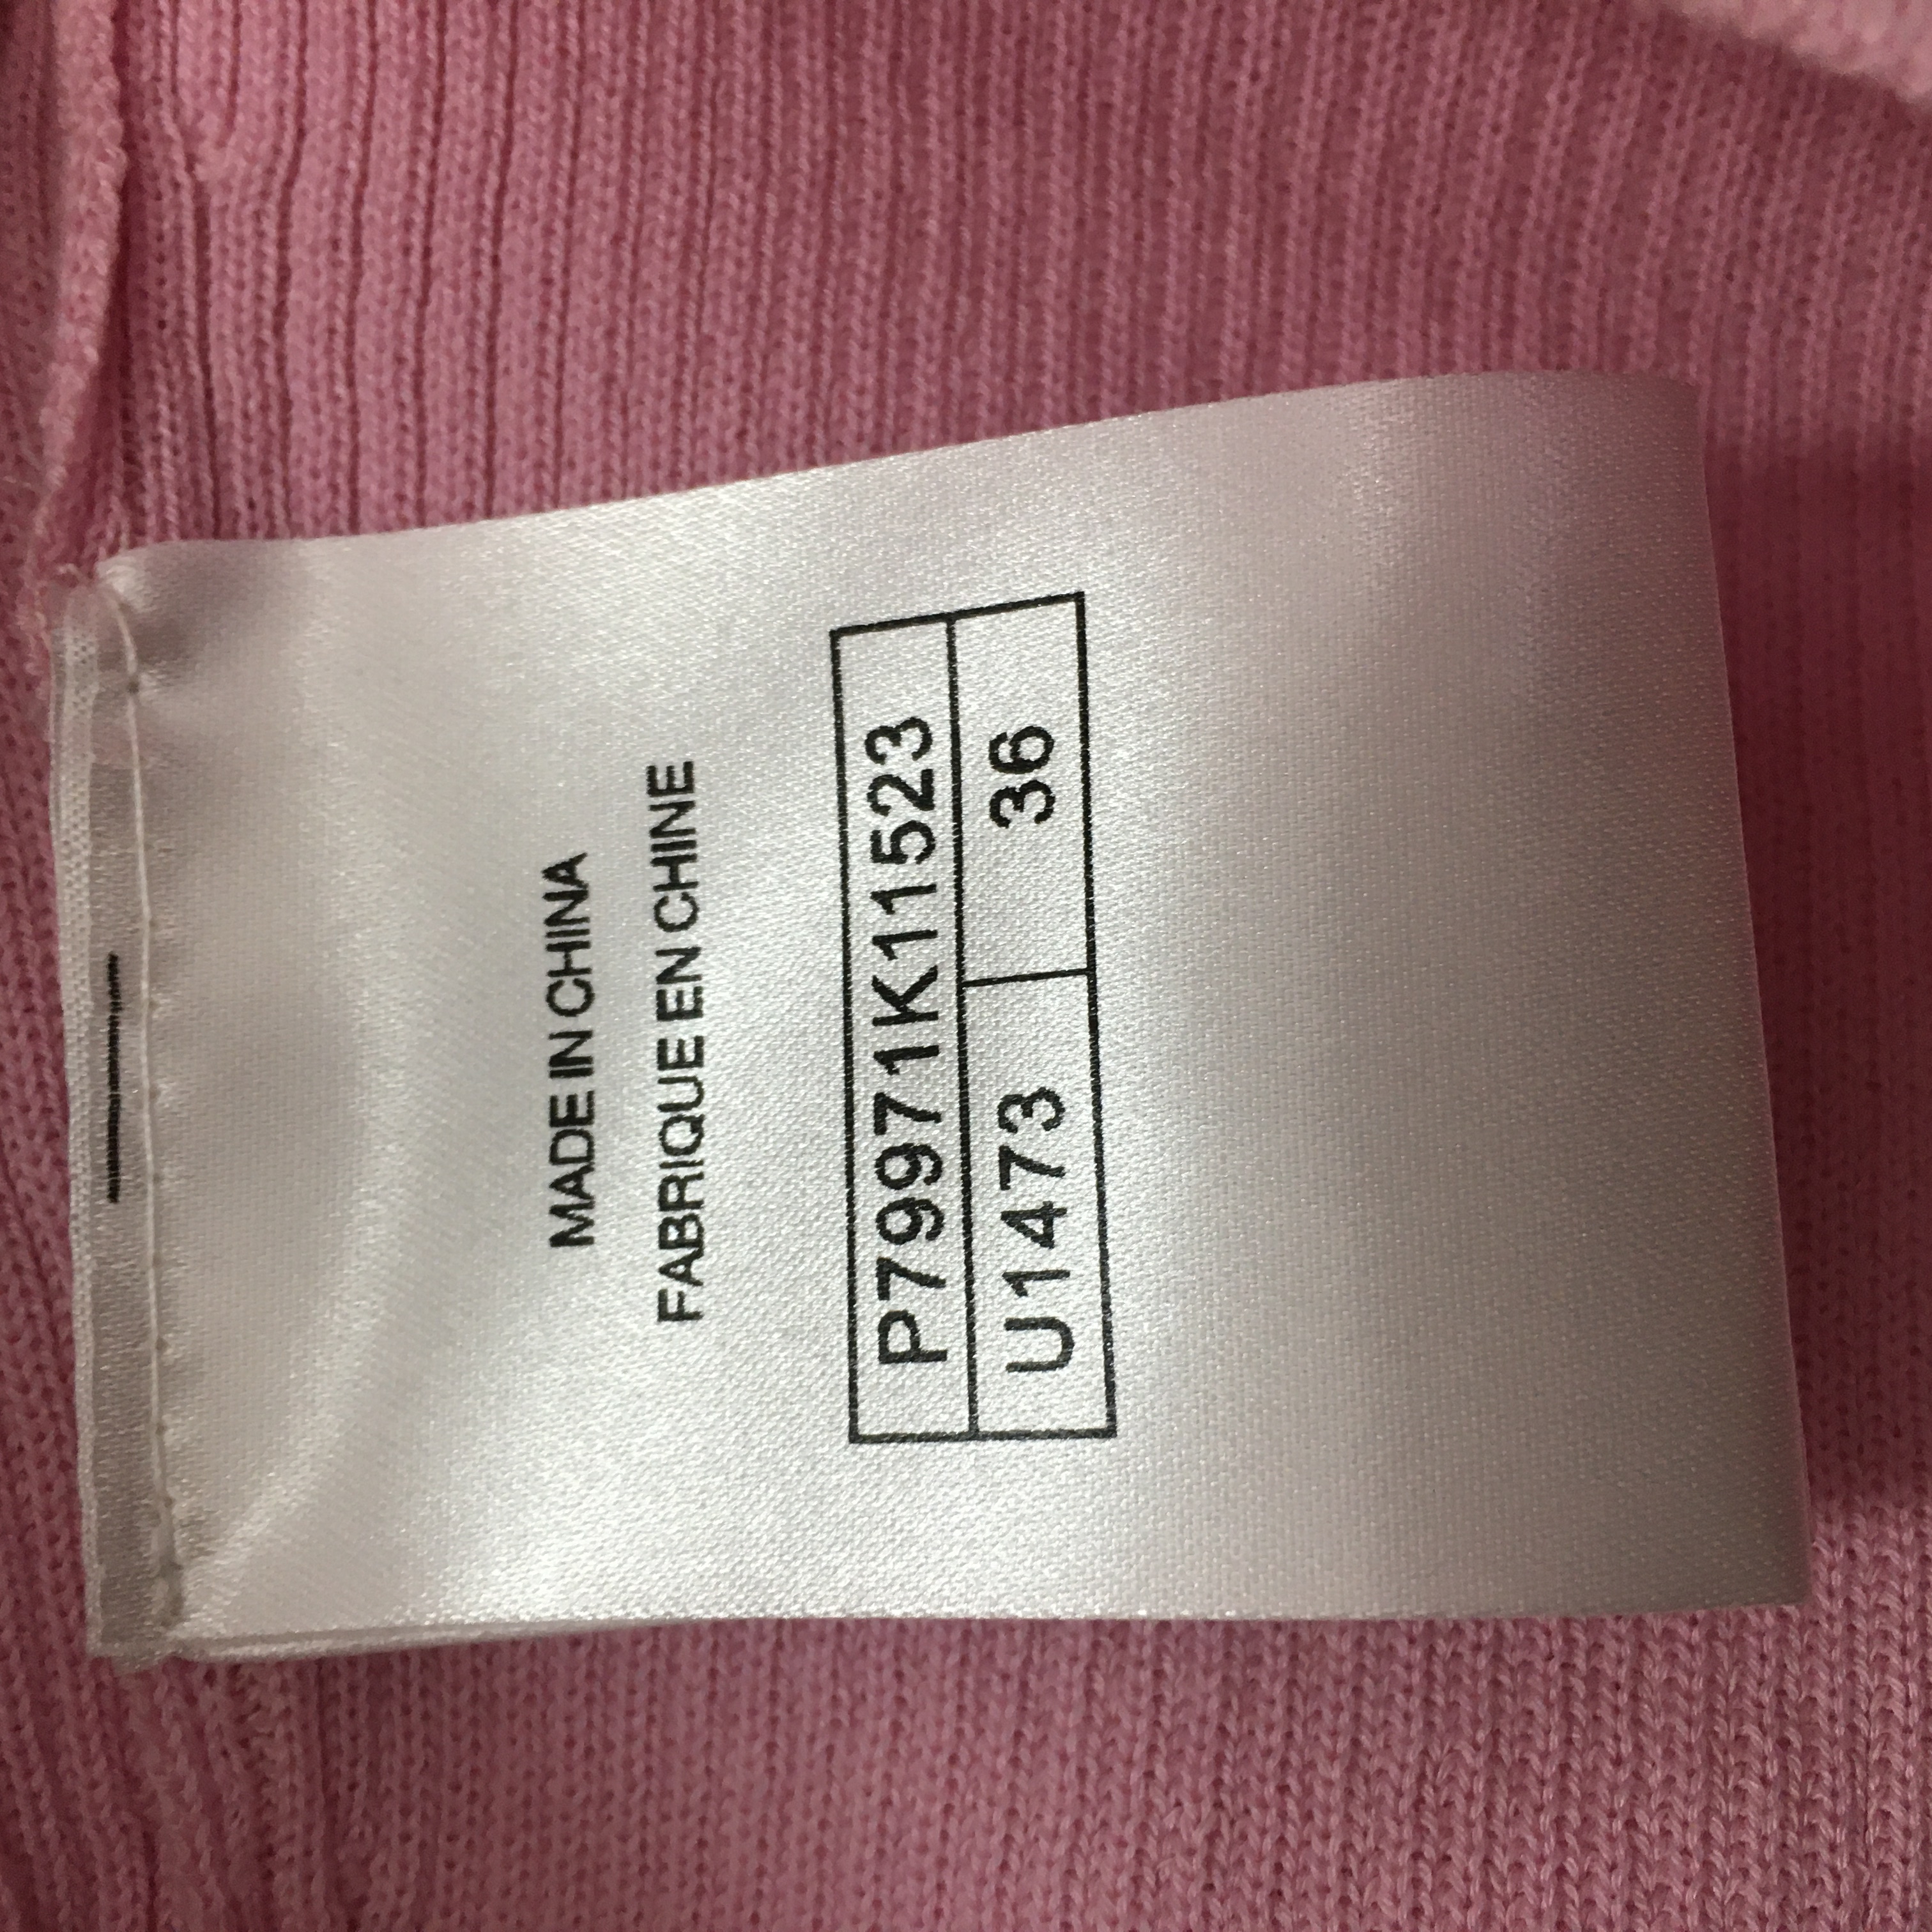 MADE IN CHINA
FABRIQUE EN CHINE
P79971K11523
U1473 36